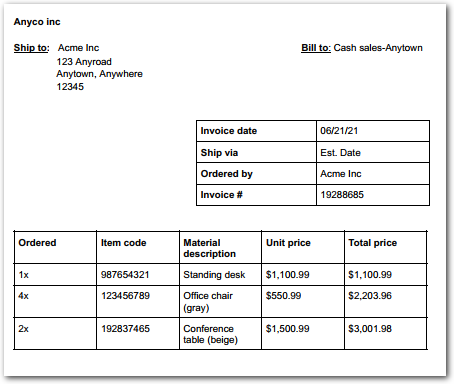 Anyco inc
Ship to: Acme Inc Bill to: Cash sales-Anytown
123 Anyroad
Anytown, Anywhere
12345
Invoice date 06/21/21
Ship via Est. Date
Ordered by Acme Inc
Invoice # 19288685
Ordered Item code Material description Unit price Total price
1x 987654321 Standing desk $1,100.99 $1,100.99
4x 123456789 Office chair (gray) $550.99 $2,203.96
2x 192837465 Conference table (beige) $1,500.99 $3,001.98